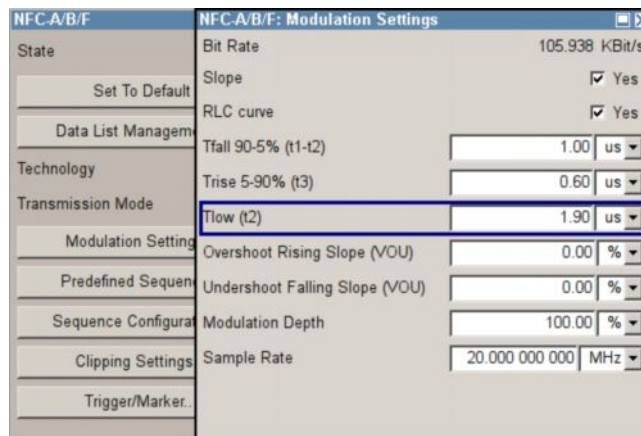 NFC-A/B/F
State
Set To Default
Data List Managem
Technology
Transmission Mode
Modulation Setting
Predefined Sequen
Sequence Configurat
Clipping Settings
Trigger/Marker..
NFC-A/B/F: Modulation Settings
Bit Rate 105.938 KBit/s
Slope Yes
RLC curve Yes
Tfall 90-5% (t1-t2) 1.00 us
Trise 5-90% (t3) 0.60 us
Tlow (t2) 1.90 us
Overshoot Rising Slope (VOU) 0.00 %
Undershoot Falling Slope (VOU) 0.00 %
Modulation Depth 100.00 %
Sample Rate 20.000 000 000 MHz